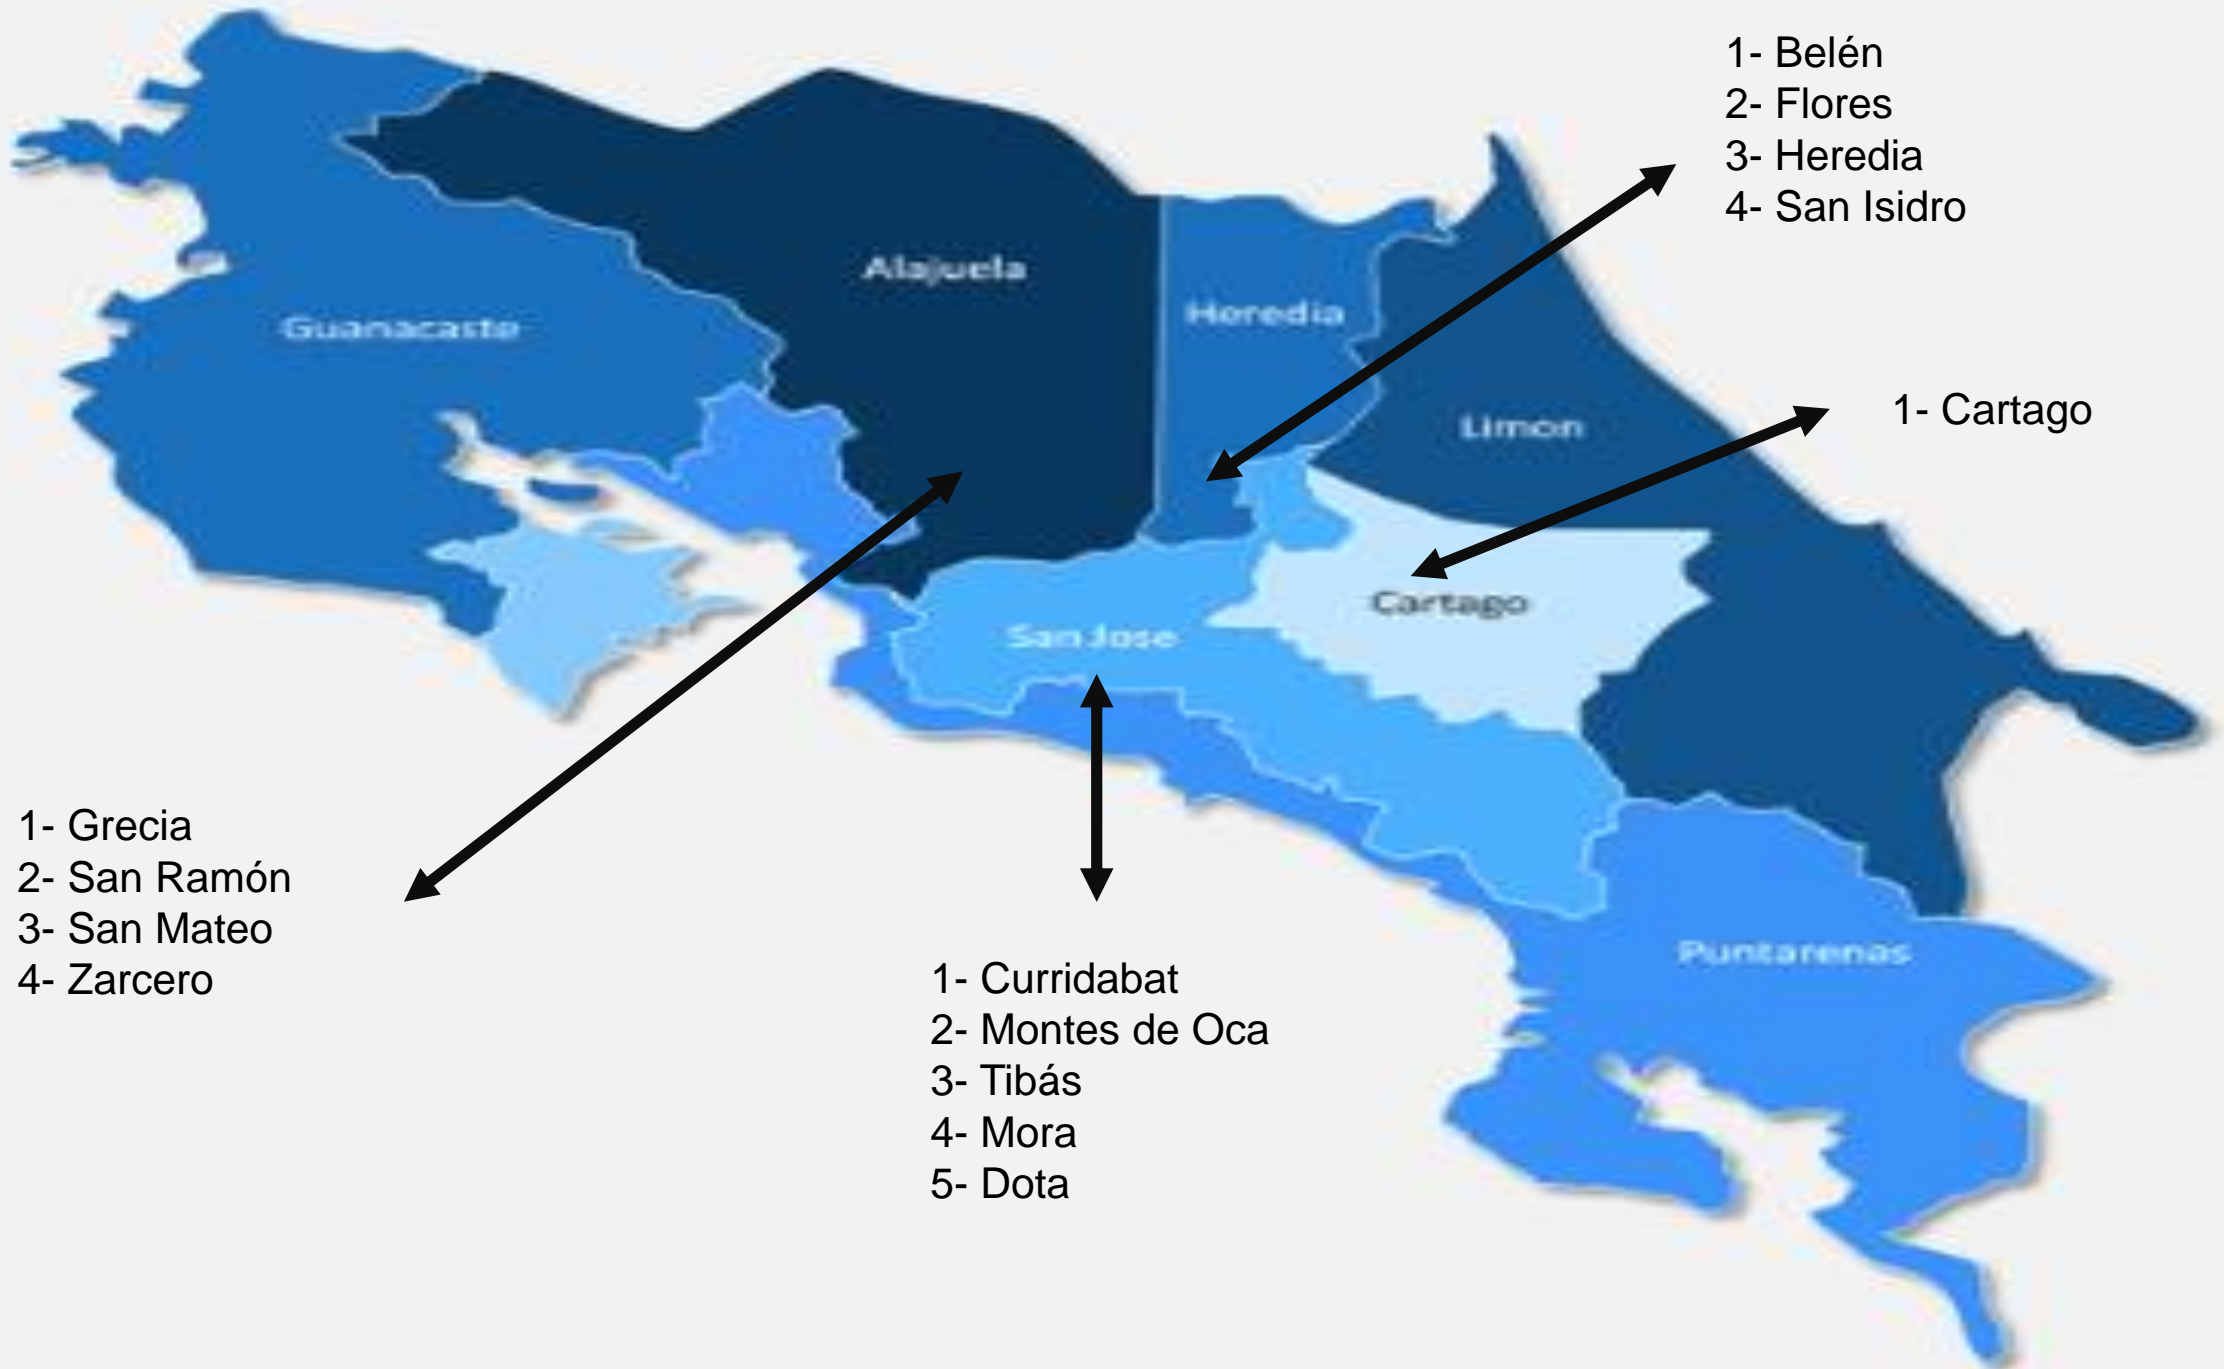 1- Belén
2- Flores
3- Heredia
4- San Isidro
Alajuela
Heredia
Guanacaste
1- Cartago
Limon
Cartago
San Jose
1- Grecia
2- San Ramón
3- San Mateo
4- Zarcero
Puntarenas
1- Curridabat
2- Montes de Oca
3- Tibás
4- Mora
5- Dota